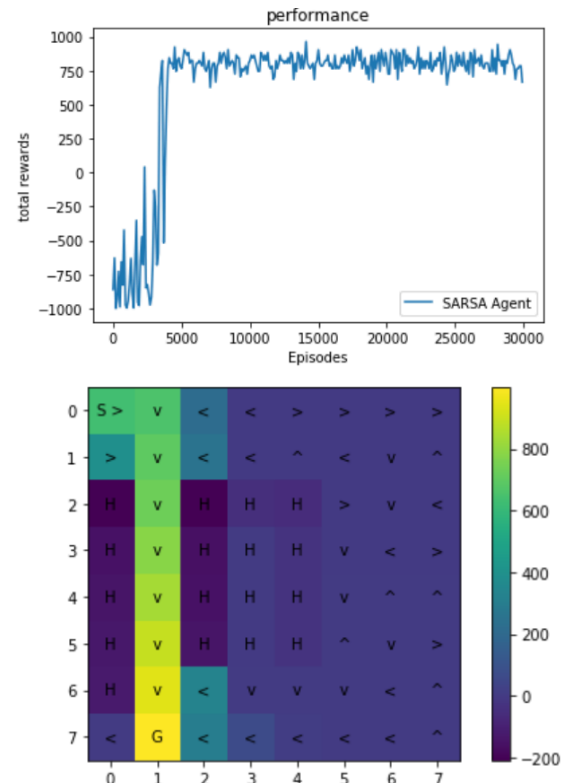 performance
1000
750
500
250
0
−250
−500
−750
−1000
total rewards
SARSA Agent
0 5000 10000 15000 20000 25000 30000
Episodes
0 S > v < < > > > >
1 > v < < ^ < v ^
2 H v H H H > v <
3 H v H H H v < >
4 H v H H H v ^ ^
5 H v H H H ^ v >
6 H v < v v v < ^
7 < G < < < < < ^
0 1 2 3 4 5 6 7
800
600
400
200
0
−200